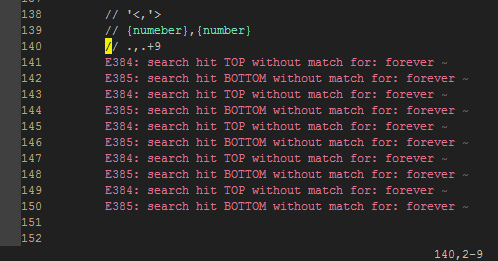 137
138 // '<,'>
139 // {numeber},{number}
140 // .,.+9
141 E384: search hit TOP without match for: forever ~
142 E385: search hit BOTTOM without match for: forever ~
143 E384: search hit TOP without match for: forever ~
144 E385: search hit BOTTOM without match for: forever ~
145 E384: search hit TOP without match for: forever ~
146 E385: search hit BOTTOM without match for: forever ~
147 E384: search hit TOP without match for: forever ~
148 E385: search hit BOTTOM without match for: forever ~
149 E384: search hit TOP without match for: forever ~
150 E385: search hit BOTTOM without match for: forever ~
151
152
140,2-9